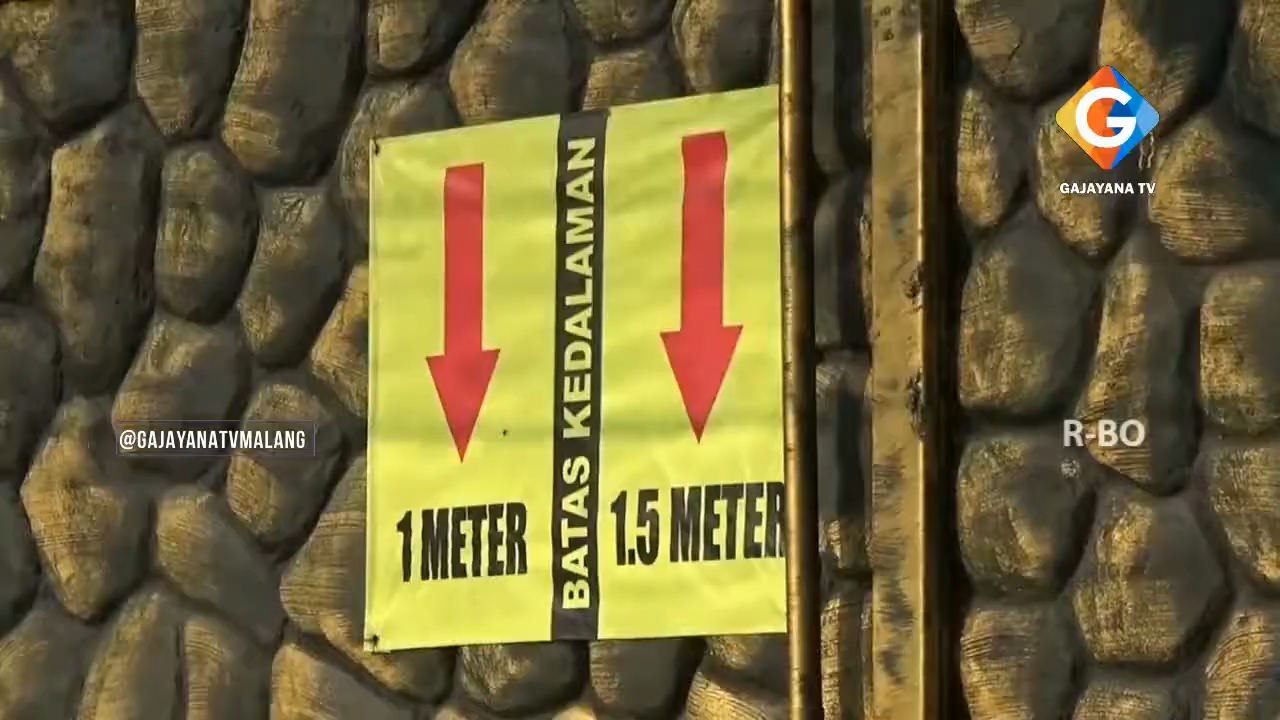 G
GAJAYANA TV
BATAS KEDALAMAN
1 METER
1.5 METER
@GAJAYANATVMALANG
R-BO